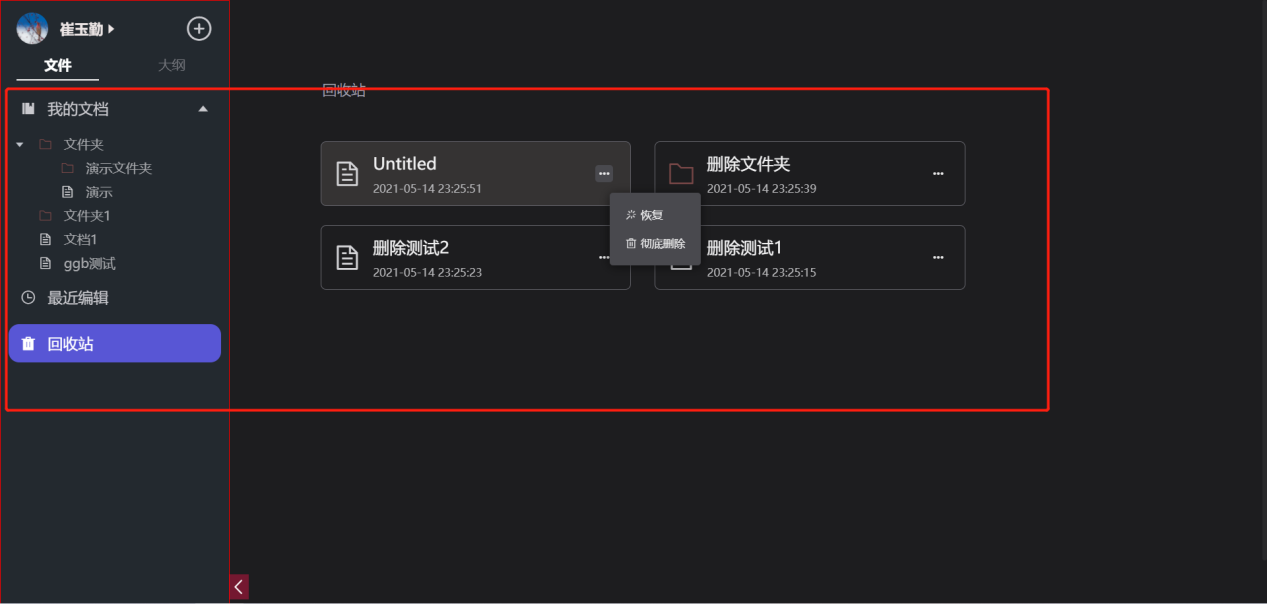 崔玉勤
文件 大纲
我的文档
文件夹
演示文件夹
演示
文件夹1
文档1
ggb测试
最近编辑
回收站
回收站
Untitled
2021-05-14 23:25:51
删除文件夹
2021-05-14 23:25:39
恢复
彻底删除
删除测试2
2021-05-14 23:25:23
删除测试1
2021-05-14 23:25:15